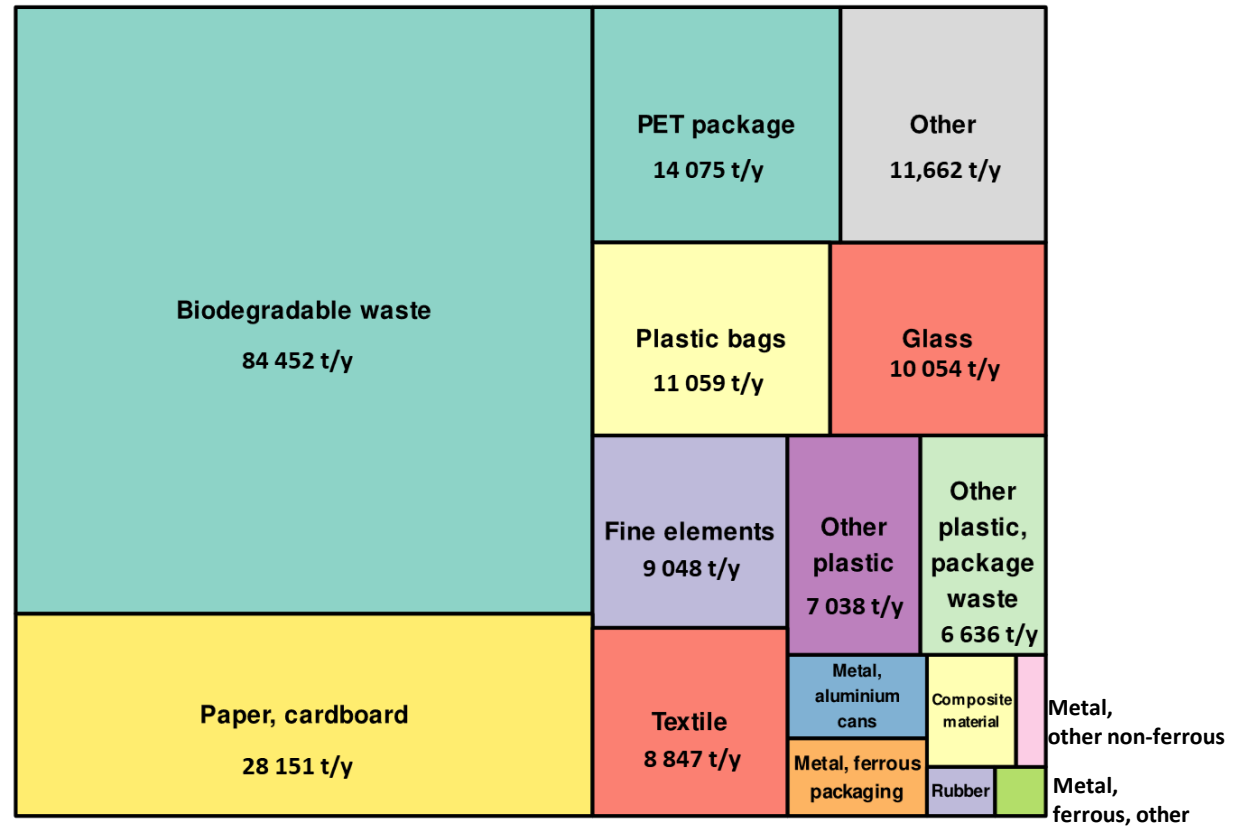 Biodegradable waste
84 452 t/y
Paper, cardboard
28 151 t/y
PET package
14 075 t/y
Other
11,662 t/y
Plastic bags
11 059 t/y
Glass
10 054 t/y
Fine elements
9 048 t/y
Other
plastic
7 038 t/y
Other
plastic,
package
waste
6 636 t/y
Textile
8 847 t/y
Metal,
aluminium
cans
Metal, ferrous
packaging
Composite
material
Rubber
Metal,
other non-ferrous
Metal,
ferrous, other